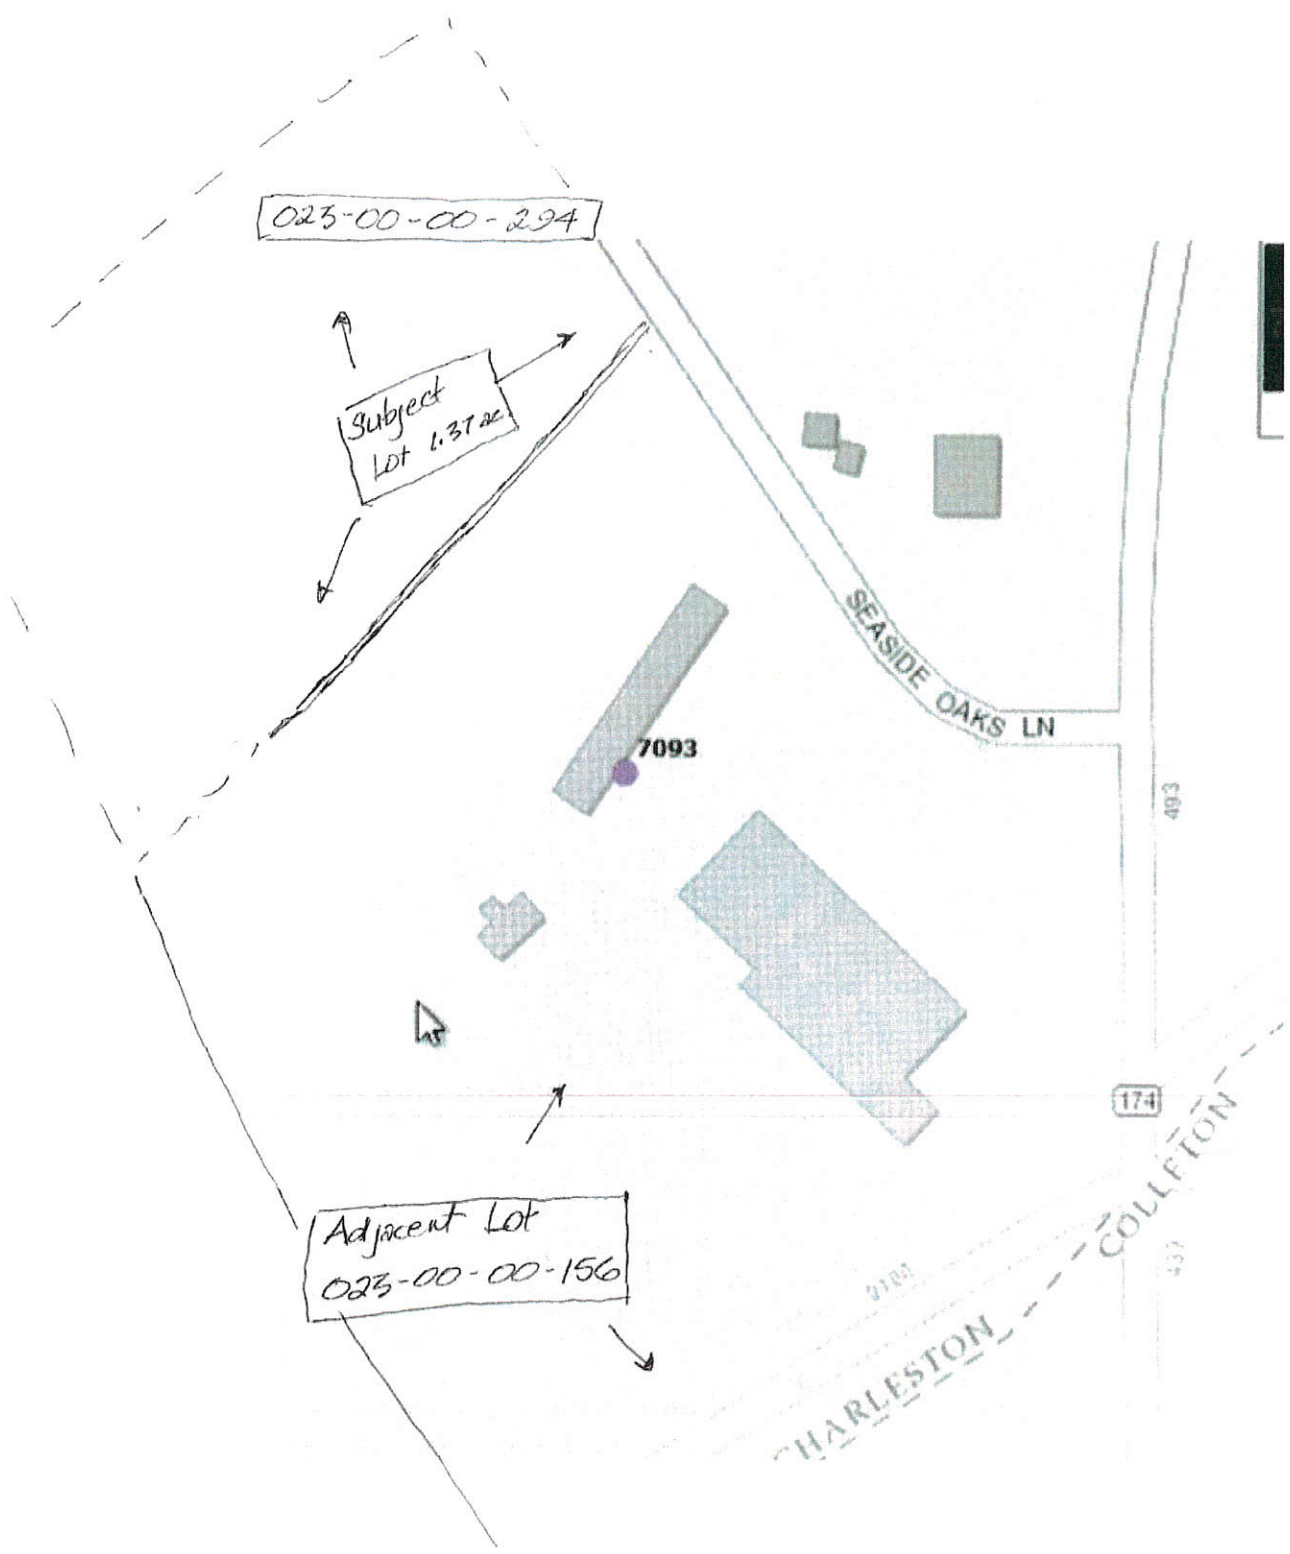 023-00-00-294
Subject
Lot 1.37 ac.
SEASIDE OAKS LN
7093
493
174
COLLETON
Adjacent Lot
023-00-00-156
CHARLESTON